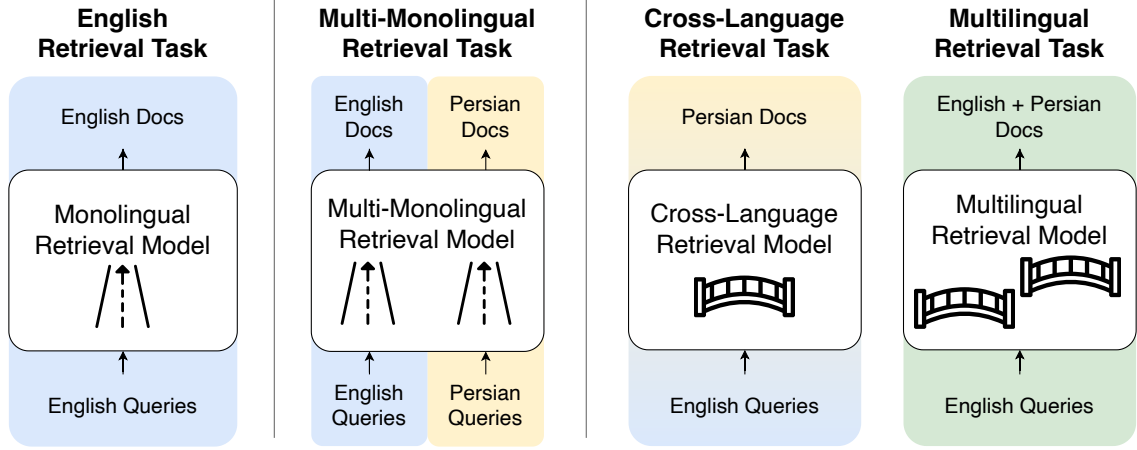 English
Retrieval Task
English Docs
Monolingual
Retrieval Model
English Queries
Multi-Monolingual
Retrieval Task
English
Docs
Persian
Docs
Multi-Monolingual
Retrieval Model
English
Queries
Persian
Queries
Cross-Language
Retrieval Task
Persian Docs
Cross-Language
Retrieval Model
English Queries
Multilingual
Retrieval Task
English + Persian
Docs
Multilingual
Retrieval Model
English Queries